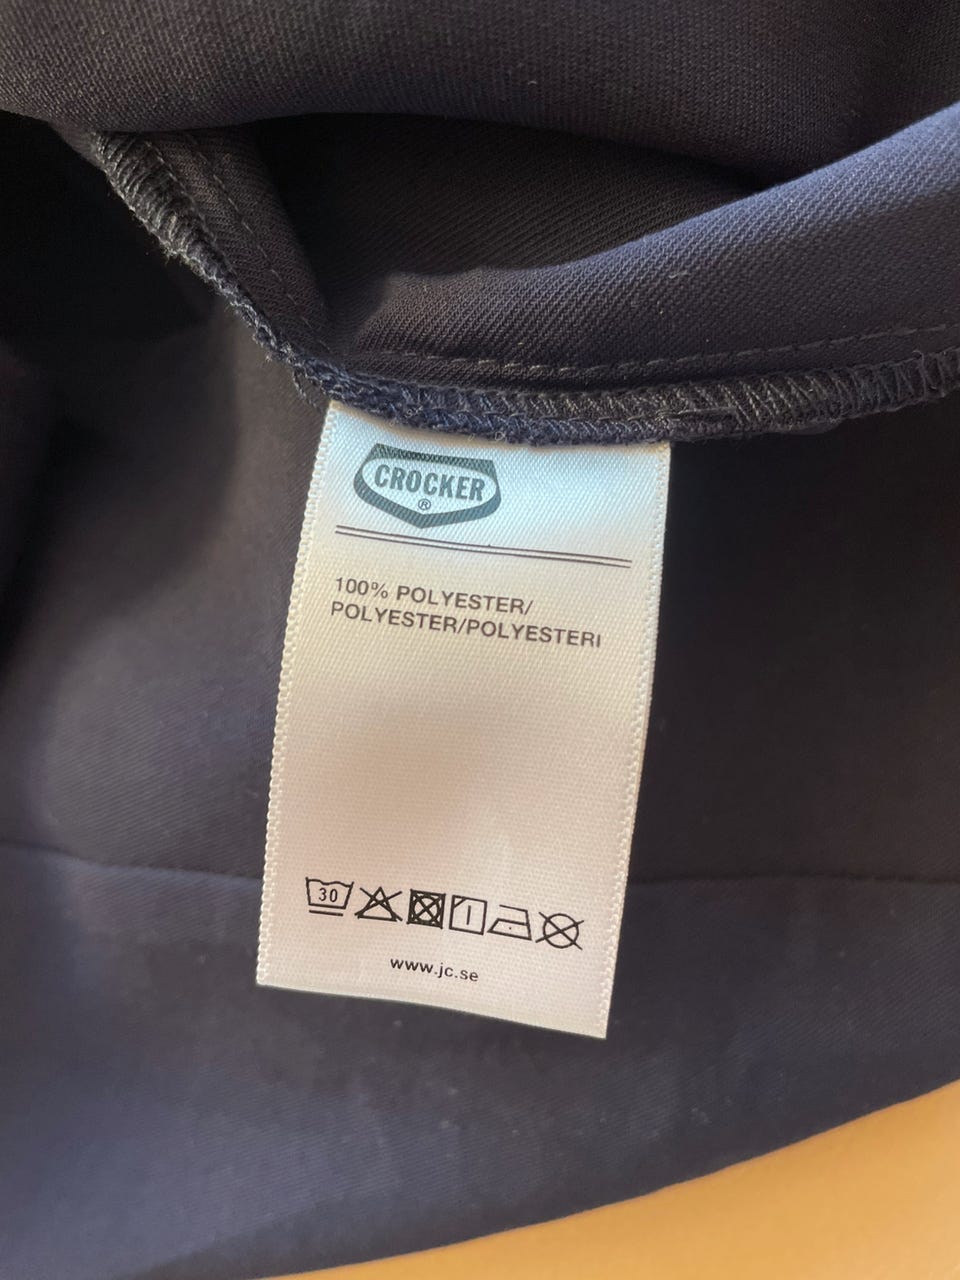 CROCKER
®
100% POLYESTER/
POLYESTER/POLYESTERI
30
www.jc.se